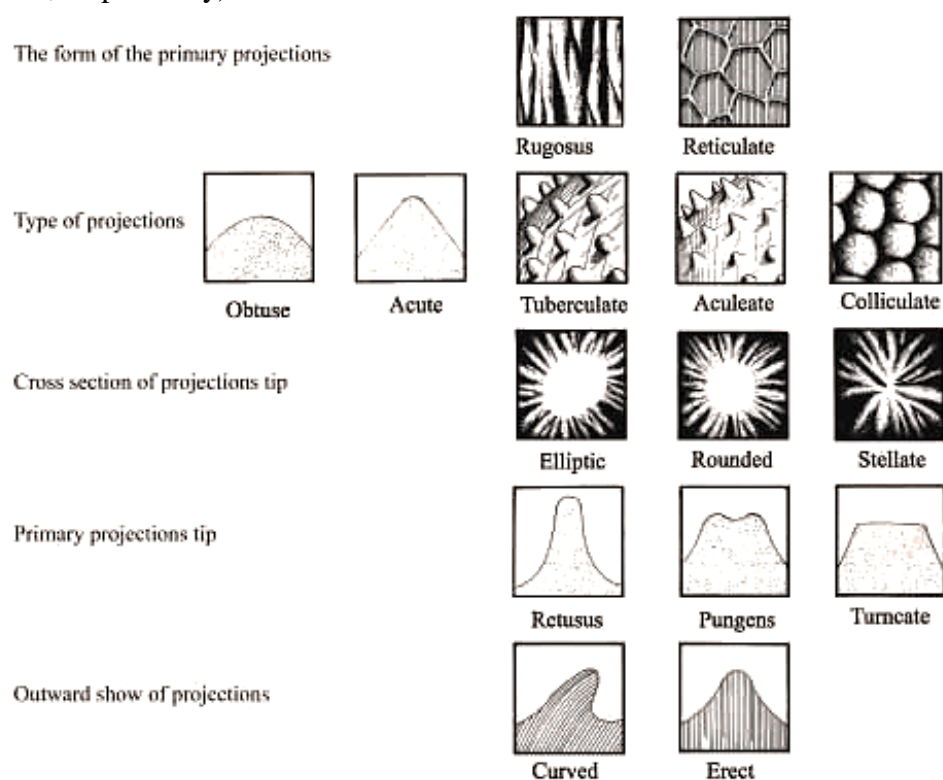 The form of the primary projections
Rugosus Reticulate
Type of projections
Obtuse Acute Tuberculate Aculeate Colliculate
Cross section of projections tip
Elliptic Rounded Stellate
Primary projections tip
Retusus Pungens Turncate
Outward show of projections
Curved Erect